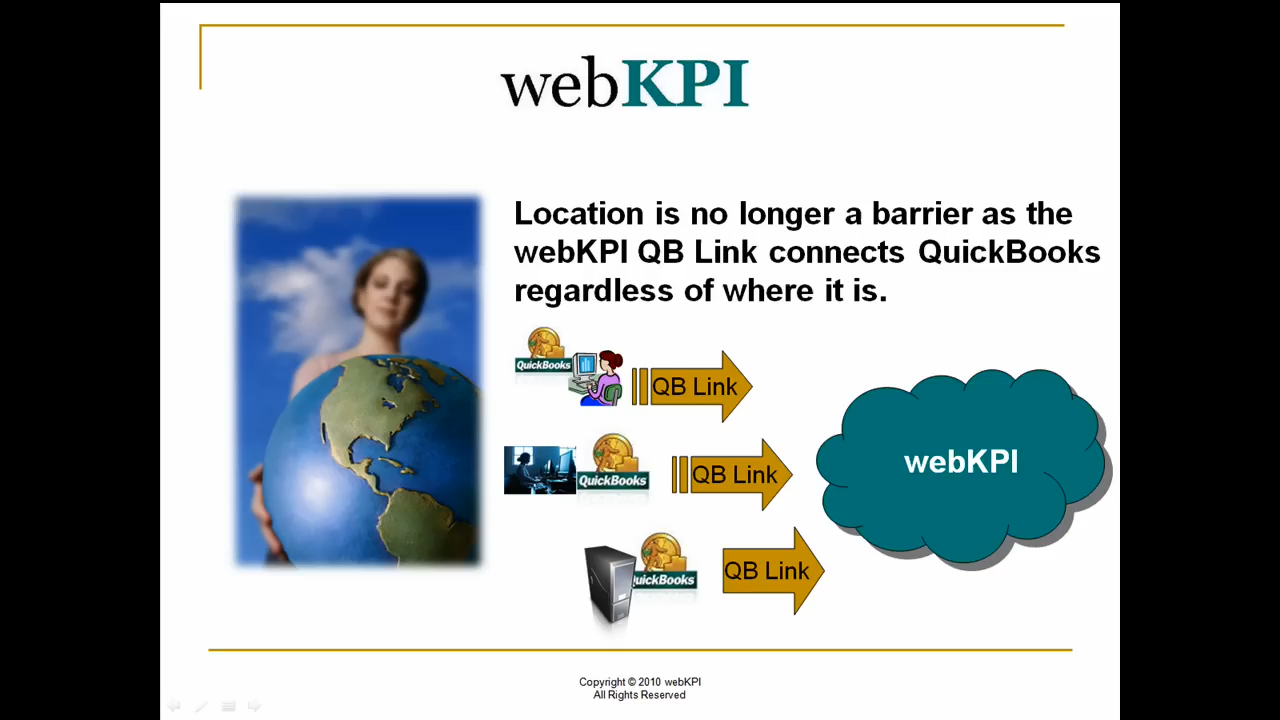 webKPI
Location is no longer a barrier as the
webKPI QB Link connects QuickBooks
regardless of where it is.
QuickBooks
QB Link
QuickBooks
QB Link
webKPI
QuickBooks
QB Link
Copyright © 2010 webKPI
All Rights Reserved